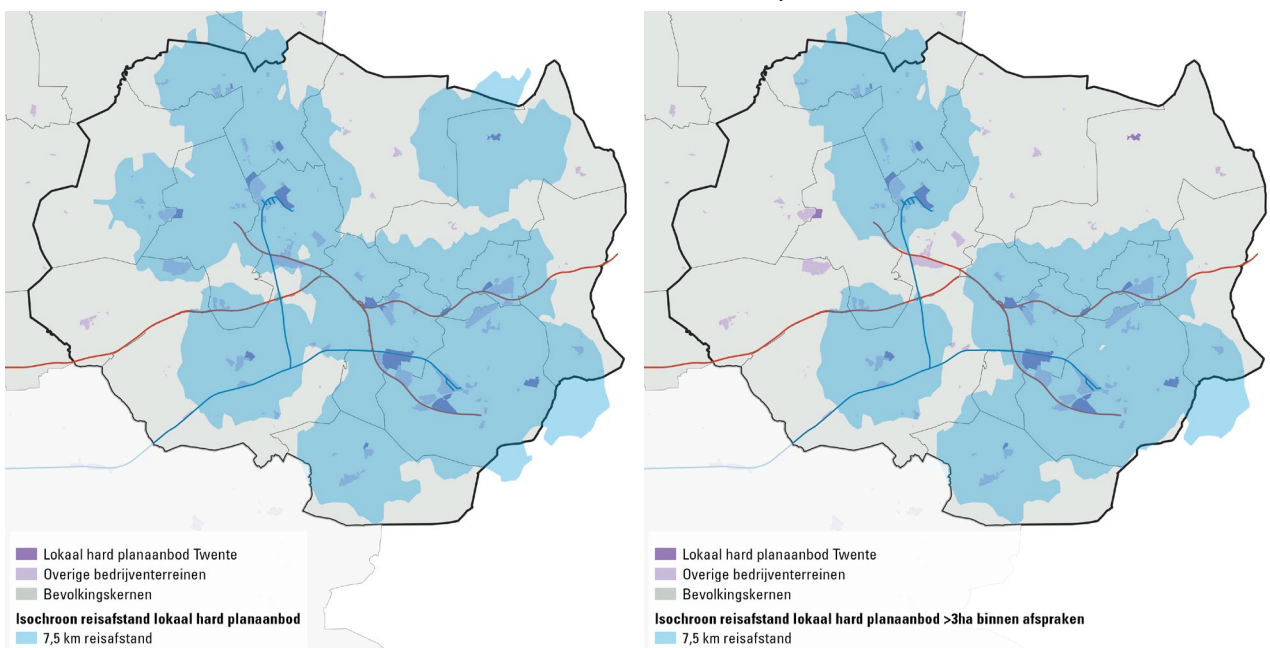 Lokaal hard planaanbod Twente
Overige bedrijventerreinen
Bevolkingskernen
Isochroon reisafstand lokaal hard planaanbod
7,5 km reisafstand
Lokaal hard planaanbod Twente
Overige bedrijventerreinen
Bevolkingskernen
Isochroon reisafstand lokaal hard planaanbod >3ha binnen afspraken
7,5 km reisafstand